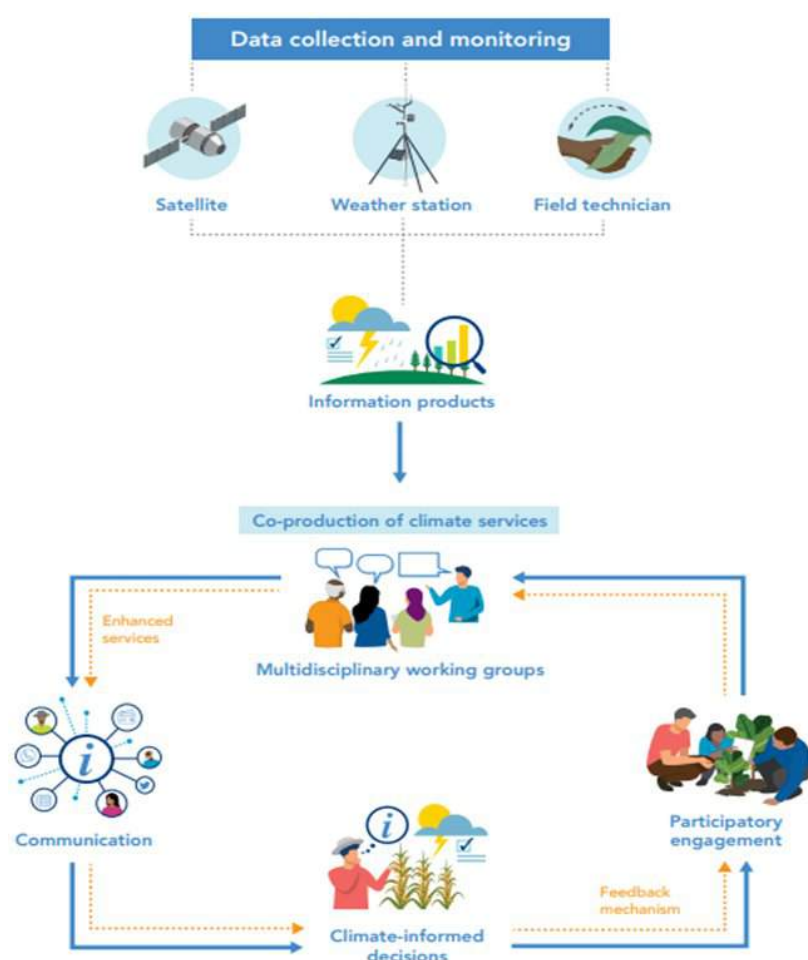 Data collection and monitoring
Satellite
Weather station
Field technician
Information products
Co-production of climate services
Enhanced
services
Multidisciplinary working groups
i
Communication
i
Participatory
engagement
Feedback
mechanism
Climate-informed
decisions